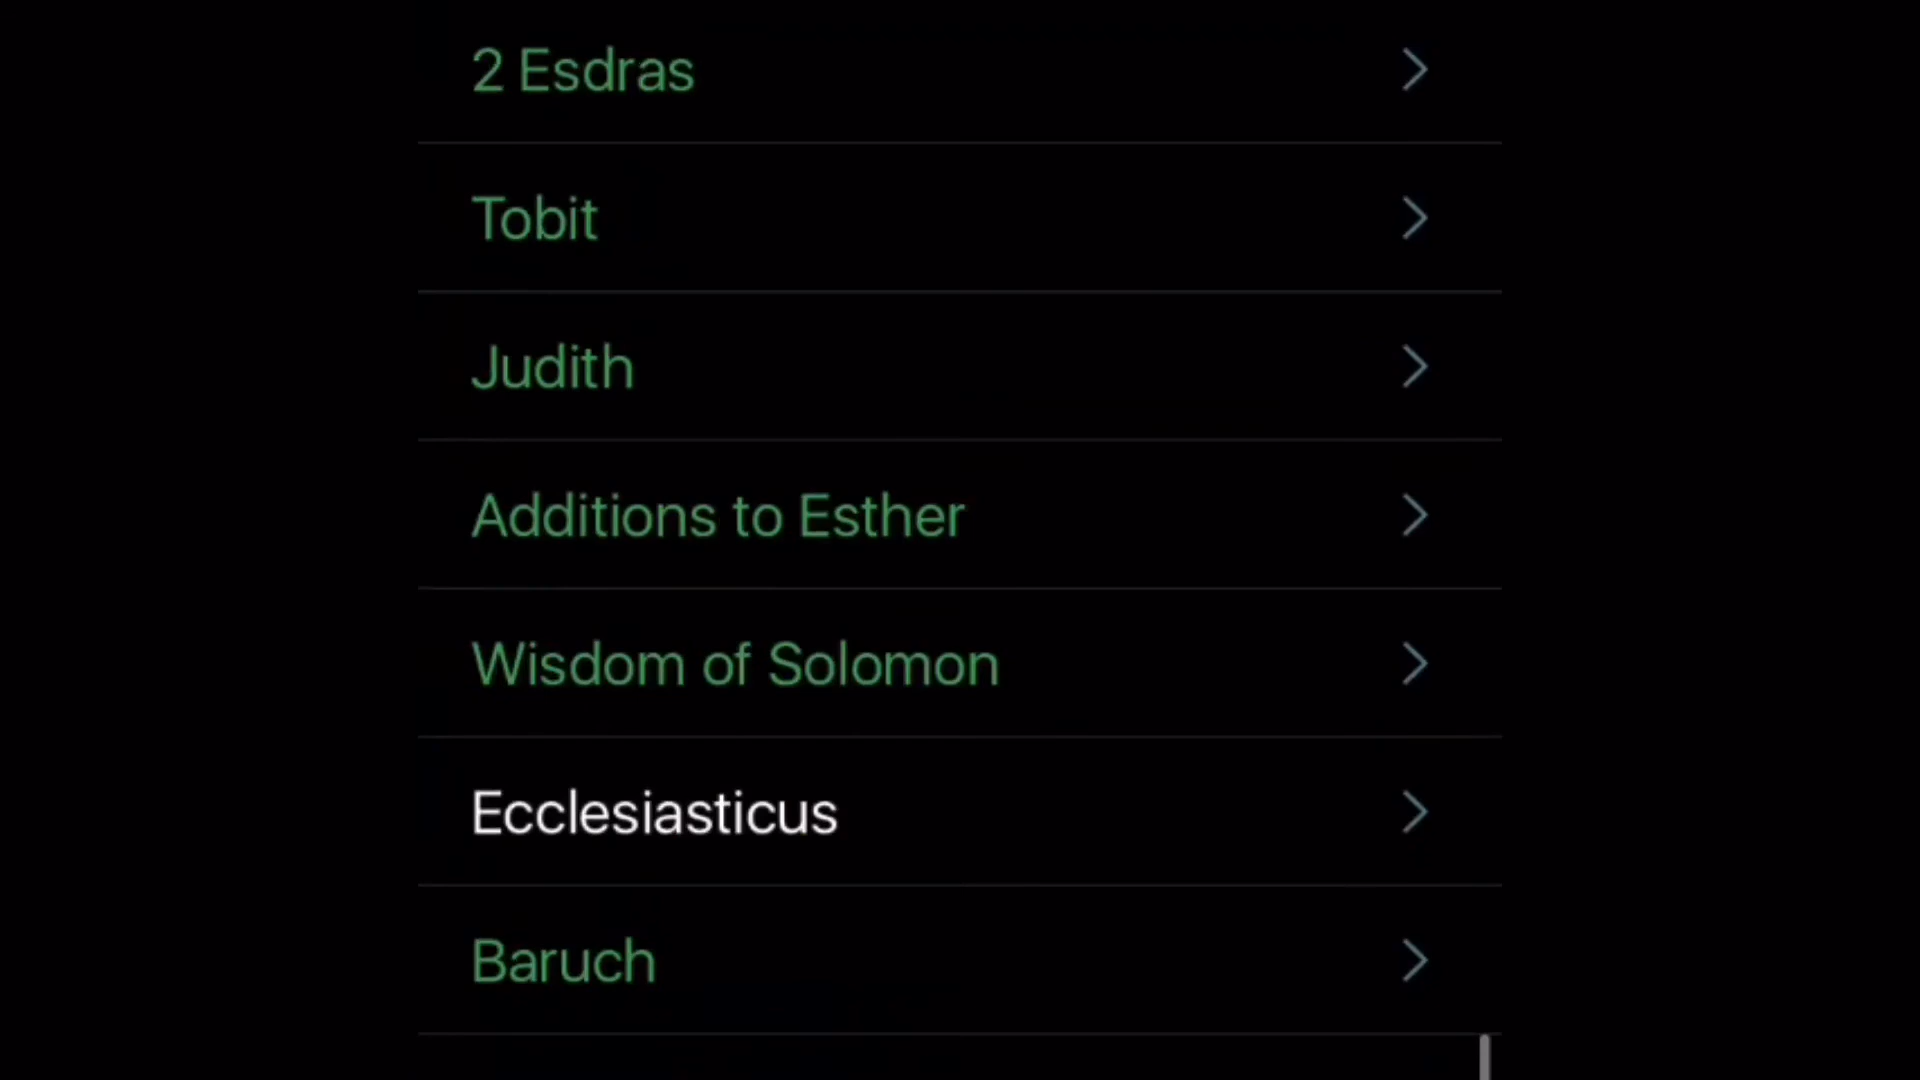 2 Esdras
Tobit
Judith
Additions to Esther
Wisdom of Solomon
Ecclesiasticus
Baruch